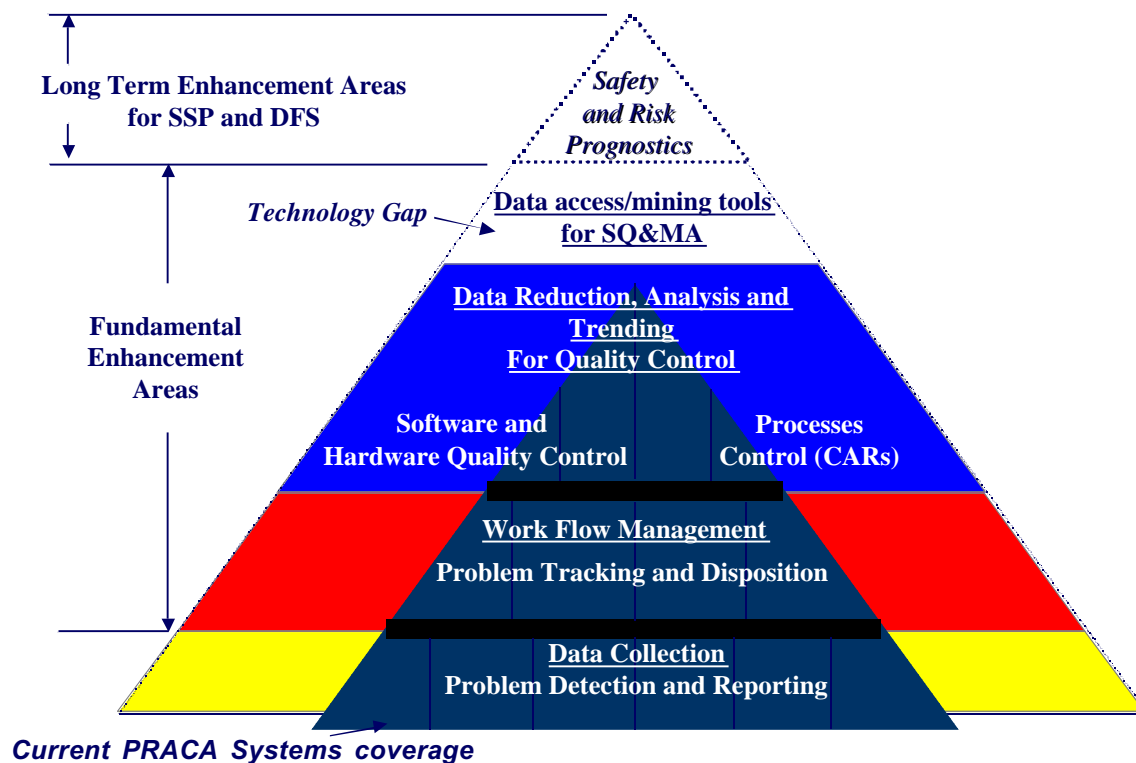 Safety
and Risk
Prognostics
Long Term Enhancement Areas
for SSP and DFS
Technology Gap
Data access/mining tools
for SQ&MA
Data Reduction, Analysis and
Trending
For Quality Control
Fundamental
Enhancement
Areas
Software and
Hardware Quality Control
Processes
Control (CARs)
Work Flow Management
Problem Tracking and Disposition
Data Collection
Problem Detection and Reporting
Current PRACA Systems coverage